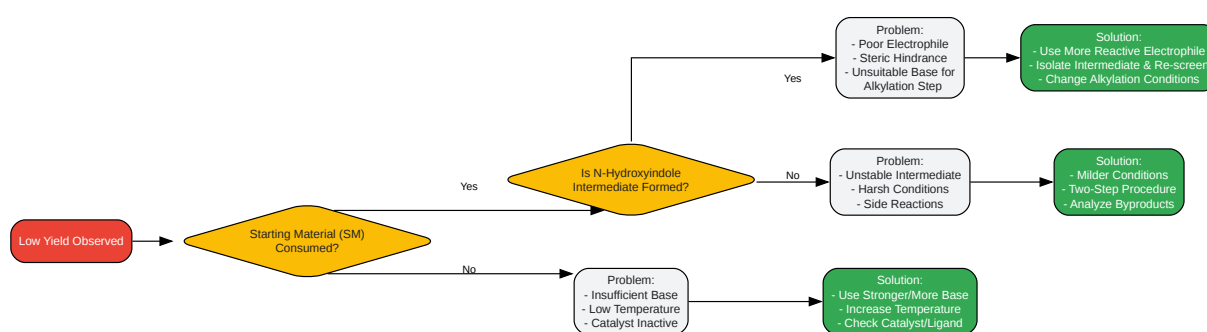 Low Yield Observed
Starting Material (SM)
Consumed?
Yes
No
Is N-Hydroxyindole
Intermediate Formed?
Yes
No
Problem:
- Poor Electrophile
- Steric Hindrance
- Unsuitable Base for
Alkylation Step
Solution:
- Use More Reactive Electrophile
- Isolate Intermediate & Re-screen
- Change Alkylation Conditions
Problem:
- Unstable Intermediate
- Harsh Conditions
- Side Reactions
Solution:
- Milder Conditions
- Two-Step Procedure
- Analyze Byproducts
Problem:
- Insufficient Base
- Low Temperature
- Catalyst Inactive
Solution:
- Use Stronger/More Base
- Increase Temperature
- Check Catalyst/Ligand